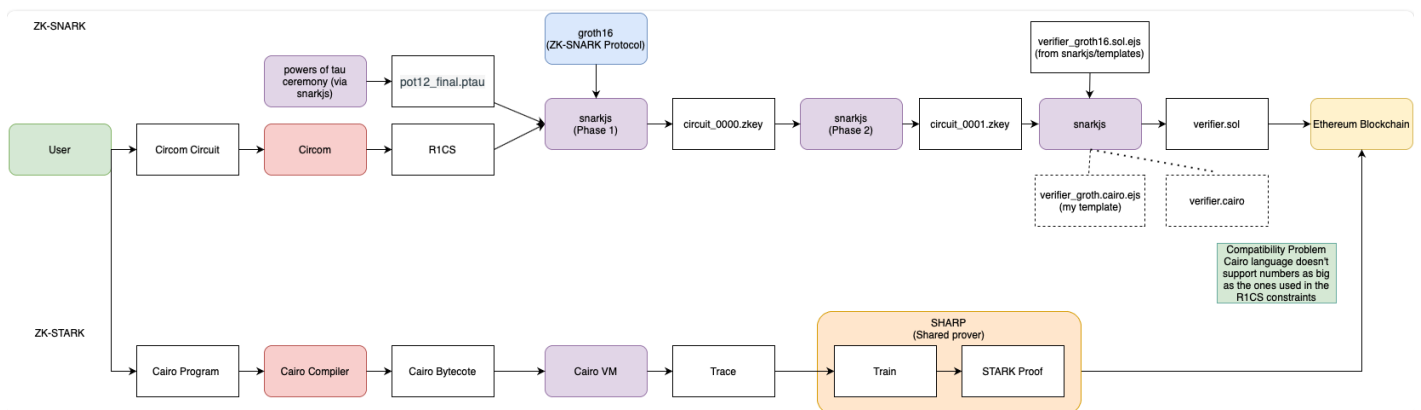 ZK-SNARK
groth16
(ZK-SNARK Protocol)
verifier_groth16.sol.ejs
(from snarkjs/templates)
powers of tau
ceremony (via
snarkjs)
pot12_final.ptau
snarkjs
(Phase 1)
circuit_0000.zkey
snarkjs
(Phase 2)
circuit_0001.zkey
snarkjs
verifier.sol
Ethereum Blockchain
User
Circom Circuit
Circom
R1CS
verifier_groth.cairo.ejs
(my template)
verifier.cairo
Compatibility Problem
Cairo language doesn't
support numbers as big
as the ones used in the
R1CS constraints
ZK-STARK
SHARP
(Shared prover)
Cairo Program
Cairo Compiler
Cairo Bytecote
Cairo VM
Trace
Train
STARK Proof